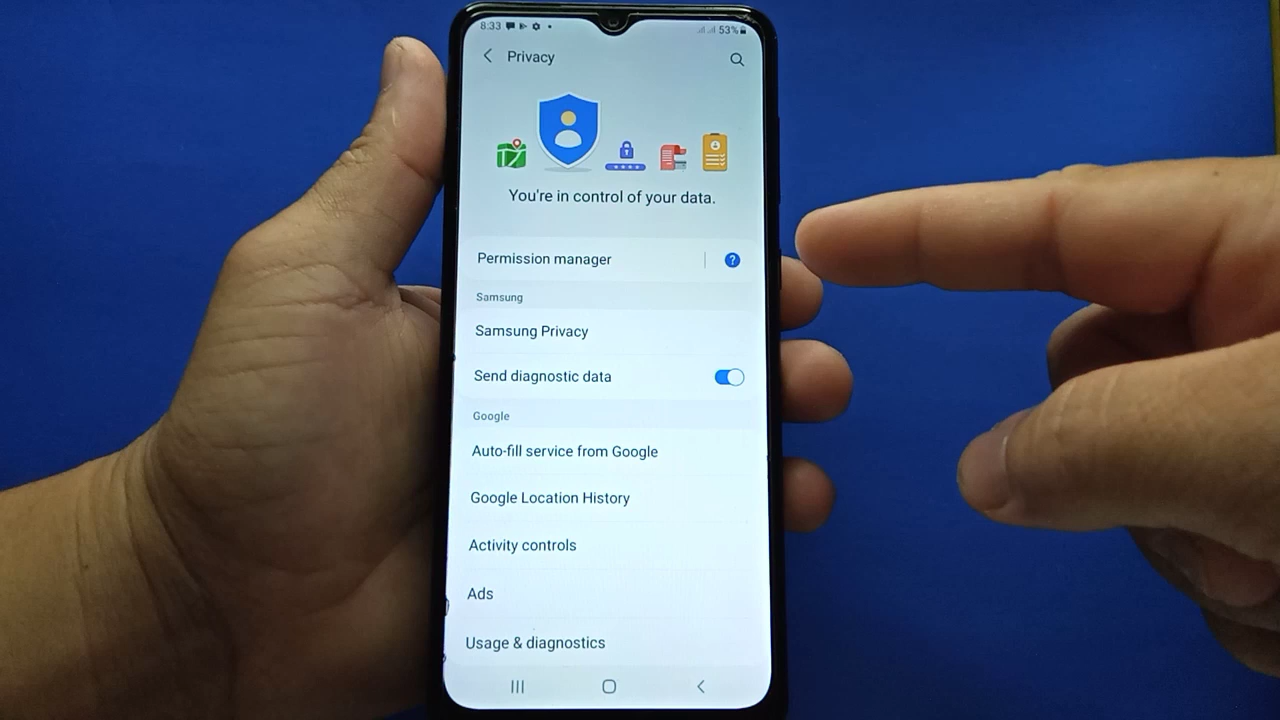 8:33 53%
Privacy
You're in control of your data.
Permission manager ?
Samsung
Samsung Privacy
Send diagnostic data
Google
Auto-fill service from Google
Google Location History
Activity controls
Ads
Usage & diagnostics